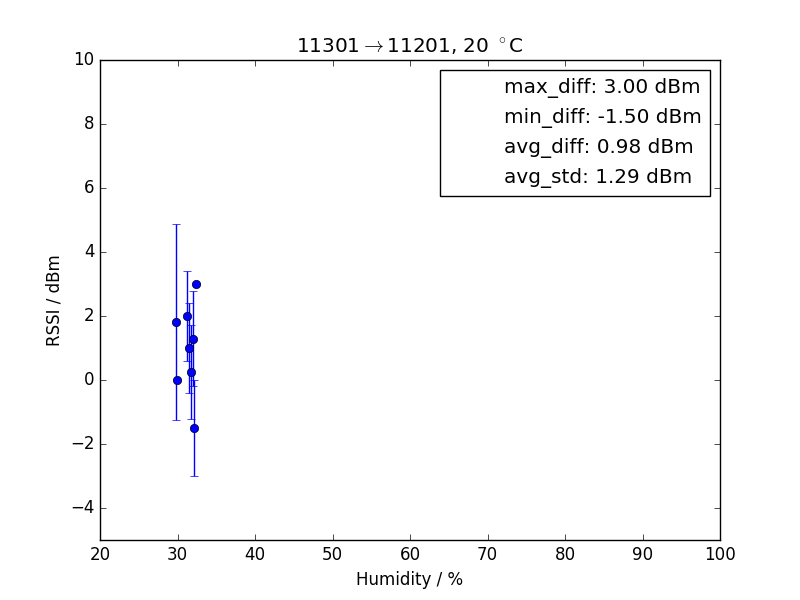 11301→11201, 20 °C
max_diff: 3.00 dBm
min_diff: -1.50 dBm
avg_diff: 0.98 dBm
avg_std: 1.29 dBm
RSSI / dBm
10
8
6
4
2
0
−2
−4
20 30 40 50 60 70 80 90 100
Humidity / %